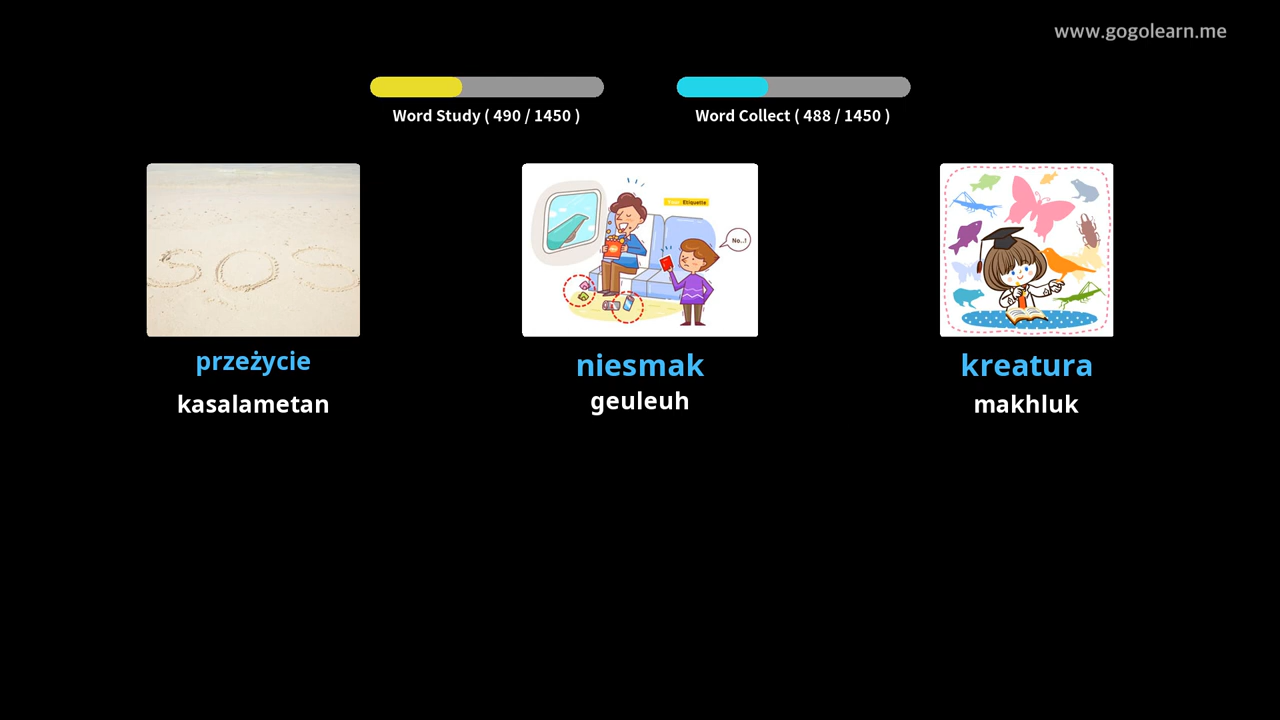 www.gogolearn.me
Word Study ( 490 / 1450 )
Word Collect ( 488 / 1450 )
SOS
Etiquette
No..!
przeżycie
niesmak
kreatura
kasalametan
geuleuh
makhluk